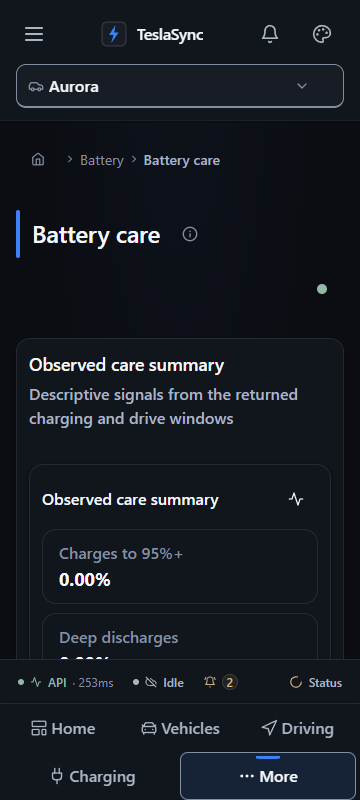 TeslaSync
Aurora
Battery
Battery care
Battery care
Observed care summary
Descriptive signals from the returned
charging and drive windows
Observed care summary
Charges to 95%+
0.00%
Deep discharges
API · 253ms
Idle
2
Status
Home
Vehicles
Driving
Charging
More